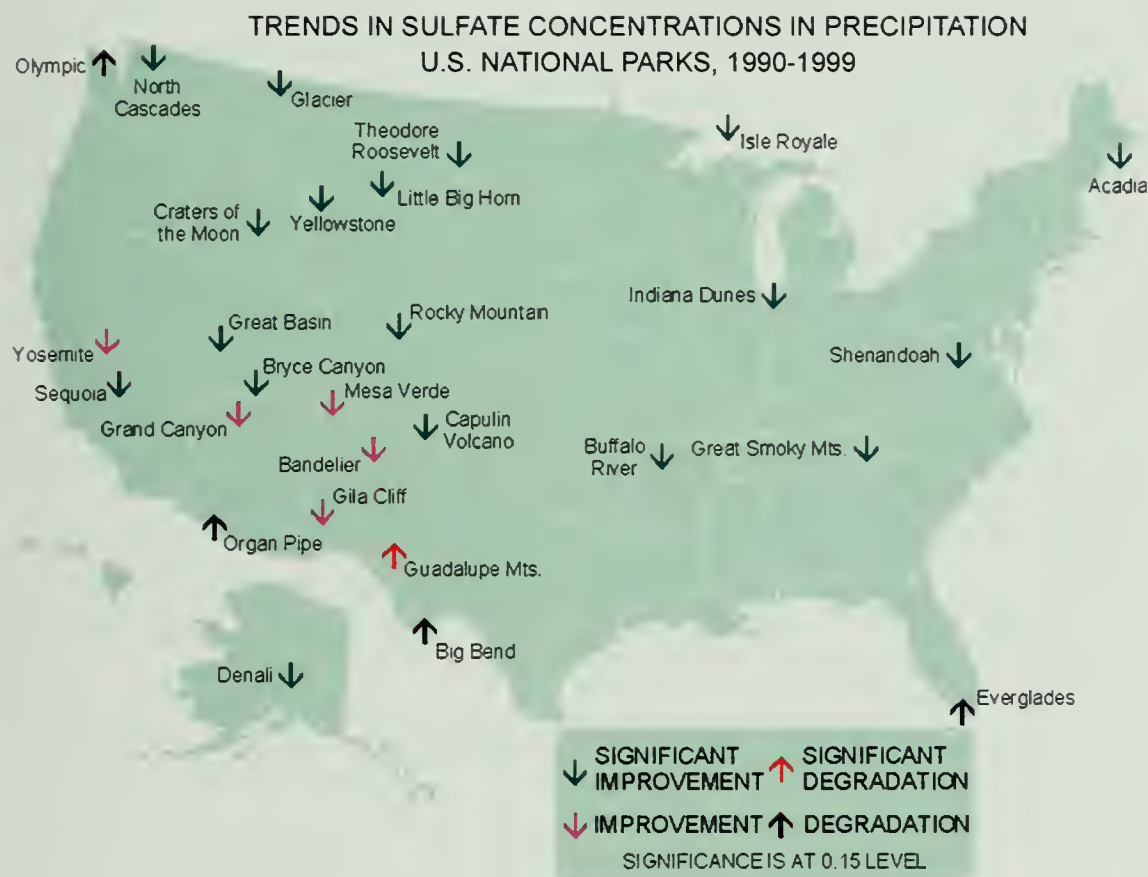 TRENDS IN SULFATE CONCENTRATIONS IN PRECIPITATION
U.S. NATIONAL PARKS, 1990-1999
Olympic
North
Cascades
Glacier
Theodore
Roosevelt
Isle Royale
Acadia
Little Big Horn
Craters of
the Moon
Yellowstone
Indiana Dunes
Great Basin
Rocky Mountain
Yosemite
Shenandoah
Bryce Canyon
Sequoia
Mesa Verde
Grand Canyon
Capulin
Volcano
Buffalo
River
Great Smoky Mts.
Bandelier
Gila Cliff
Organ Pipe
Guadalupe Mts.
Big Bend
Denali
Everglades
SIGNIFICANT
IMPROVEMENT
SIGNIFICANT
DEGRADATION
IMPROVEMENT
DEGRADATION
SIGNIFICANCE IS AT 0.15 LEVEL